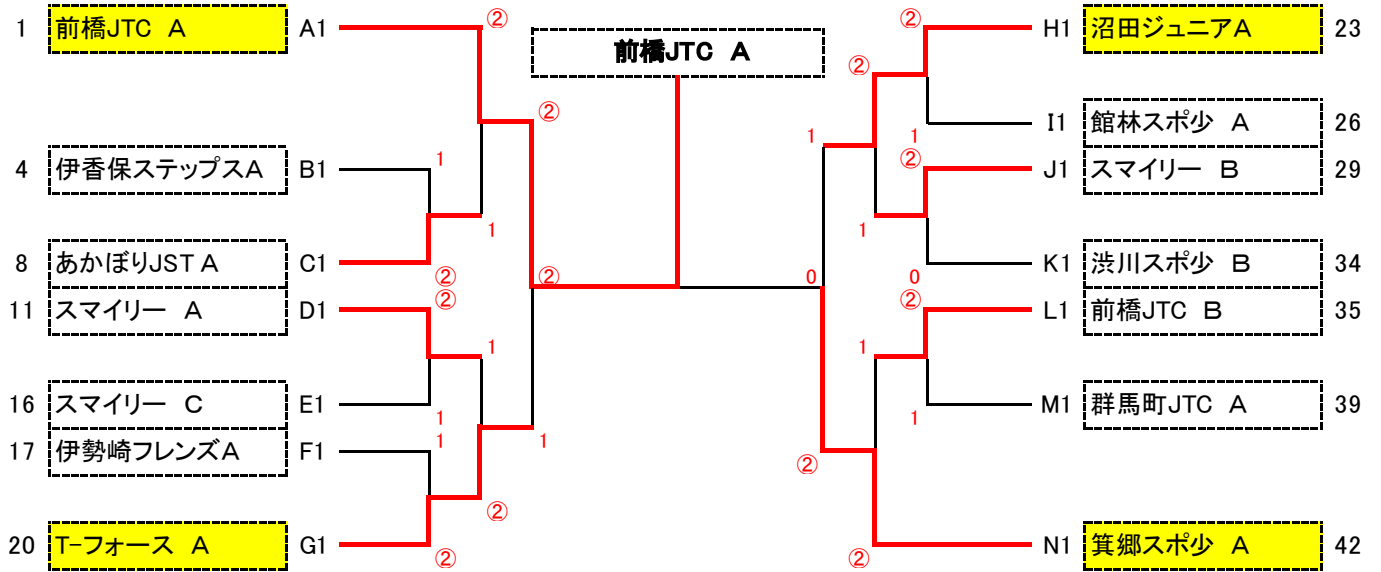 前橋JTC A
1 前橋JTC A A1 ②
② H1 沼田ジュニアA 23
②
②
1 1 I1 館林スポ少 A 26
4 伊香保ステップスA B1 1
② J1 スマイリー B 29
1
1
8 あかぼりJST A C1 ② ②
0 0 K1 渋川スポ少 B 34
11 スマイリー A D1 ②
② L1 前橋JTC B 35
1
1
16 スマイリー C E1 1
1 M1 群馬町JTC A 39
17 伊勢崎フレンズA F1 1 1
②
②
20 T-フォース A G1 ②
② N1 箕郷スポ少 A 42